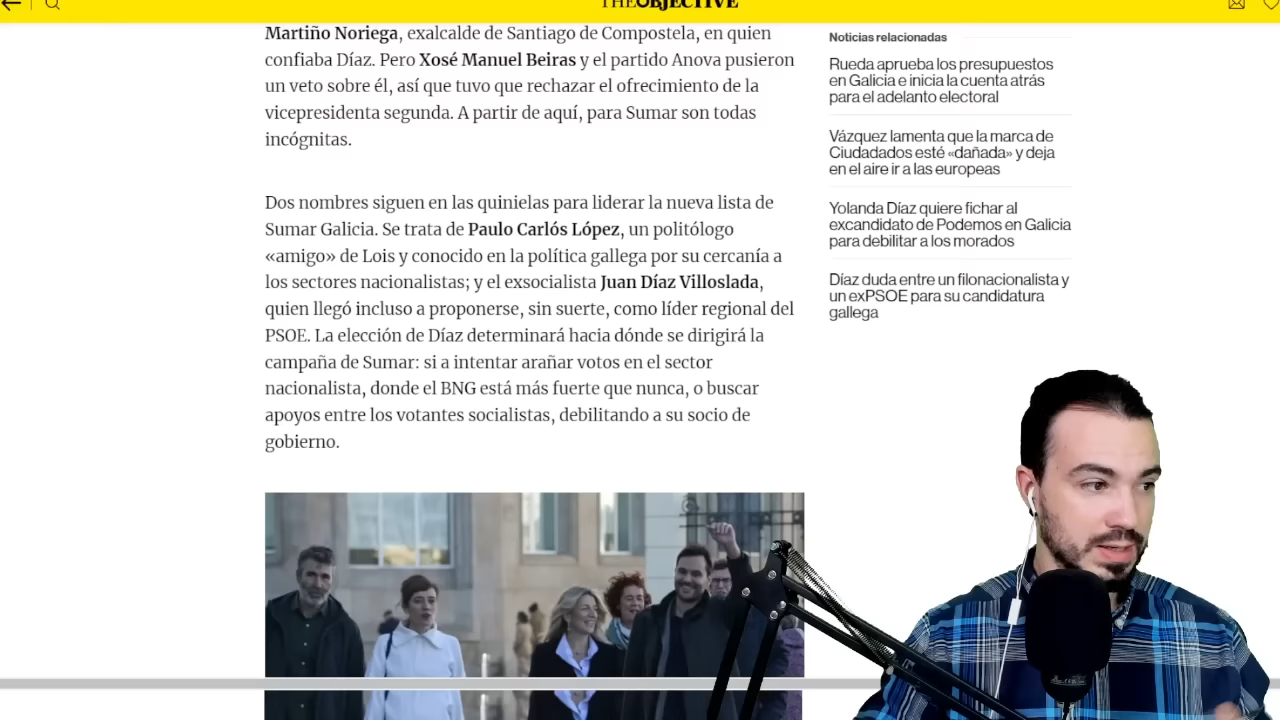 THE OBJECTIVE
Martiño Noriega, exalcalde de Santiago de Compostela, en quien
confiaba Díaz. Pero Xosé Manuel Beiras y el partido Anova pusieron
un veto sobre él, así que tuvo que rechazar el ofrecimiento de la
vicepresidenta segunda. A partir de aquí, para Sumar son todas
incógnitas.
Dos nombres siguen en las quinielas para liderar la nueva lista de
Sumar Galicia. Se trata de Paulo Carlós López, un politólogo
«amigo» de Lois y conocido en la política gallega por su cercanía a
los sectores nacionalistas; y el exsocialista Juan Díaz Villoslada,
quien llegó incluso a proponerse, sin suerte, como líder regional del
PSOE. La elección de Díaz determinará hacia dónde se dirigirá la
campaña de Sumar: si a intentar arañar votos en el sector
nacionalista, donde el BNG está más fuerte que nunca, o buscar
apoyos entre los votantes socialistas, debilitando a su socio de
gobierno.
Noticias relacionadas
Rueda aprueba los presupuestos
en Galicia e inicia la cuenta atrás
para el adelanto electoral
Vázquez lamenta que la marca de
Ciudadados esté «dañada» y deja
en el aire ir a las europeas
Yolanda Díaz quiere fichar al
excandidato de Podemos en Galicia
para debilitar a los morados
Díaz duda entre un filonacionalista y
un exPSOE para su candidatura
gallega